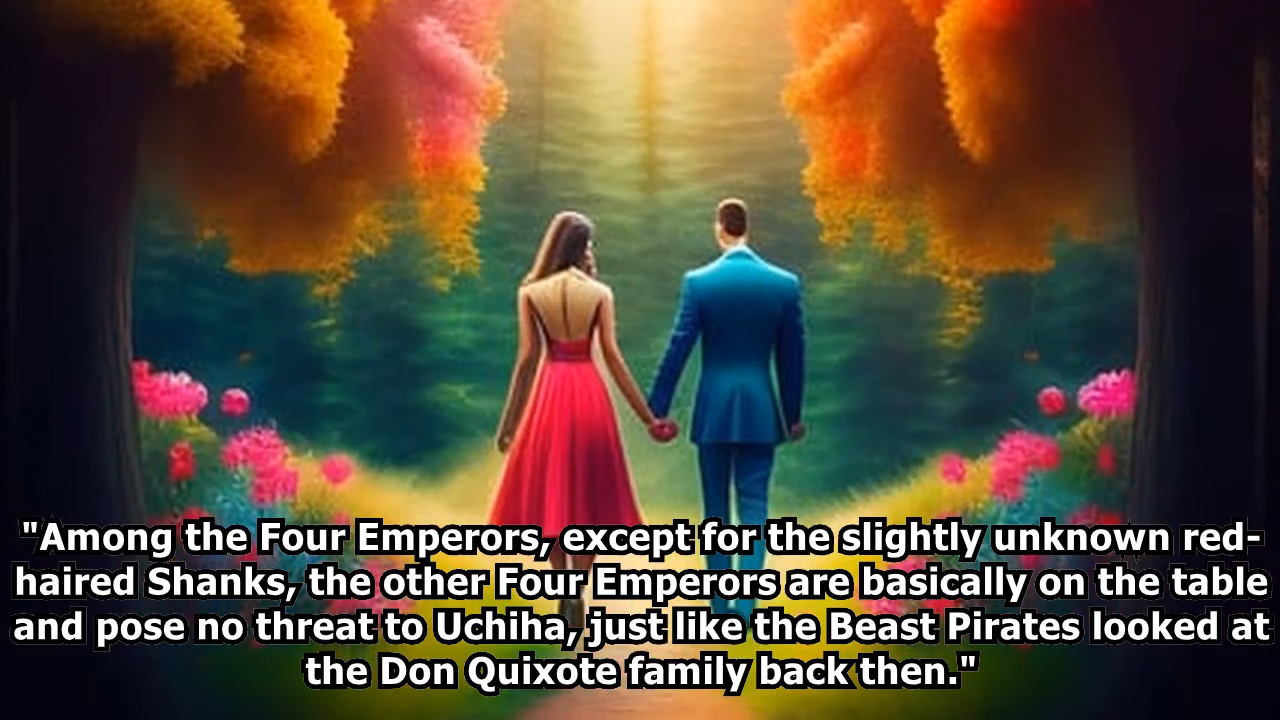 "Among the Four Emperors, except for the slightly unknown red-
haired Shanks, the other Four Emperors are basically on the table
and pose no threat to Uchiha, just like the Beast Pirates looked at
the Don Quixote family back then."